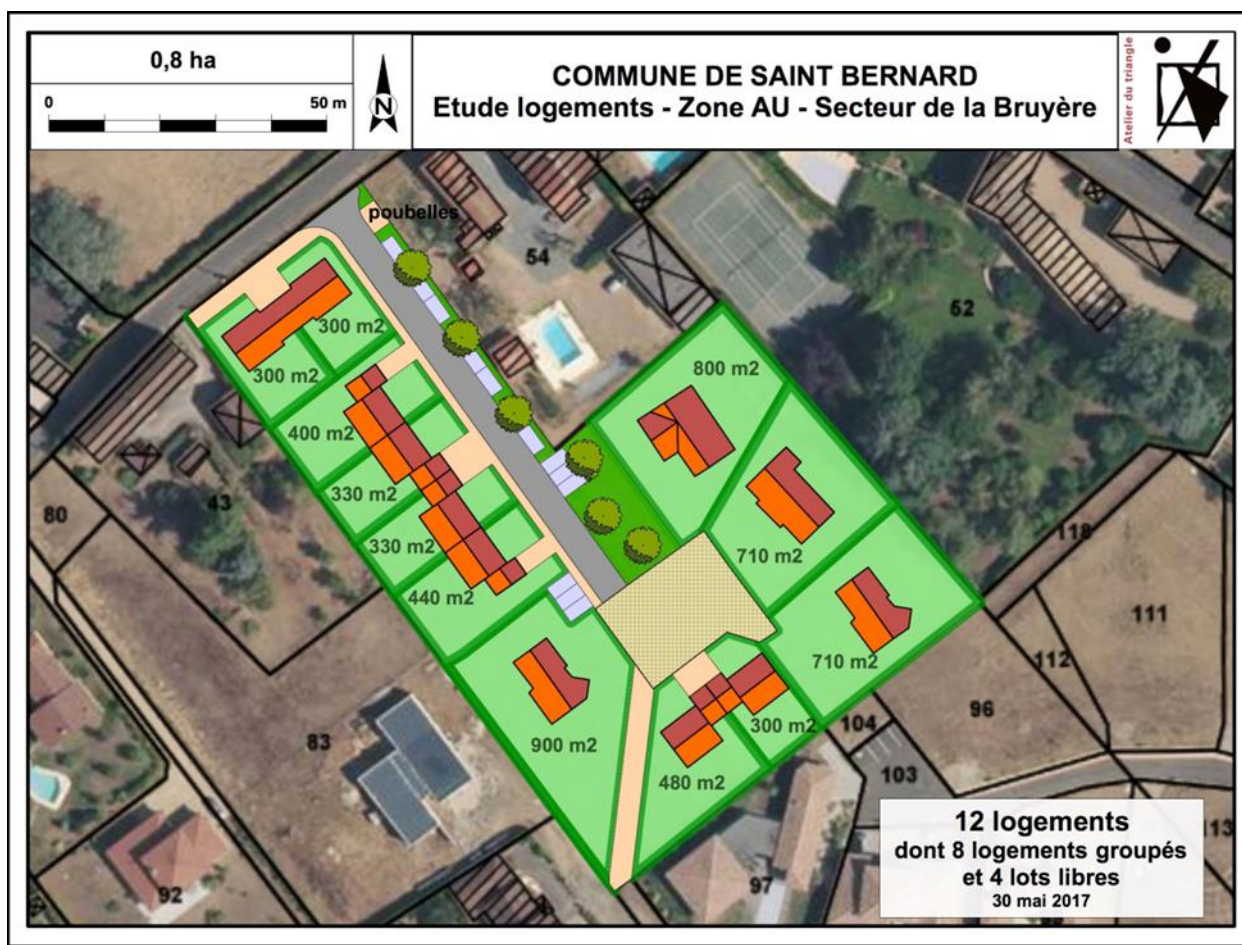 0,8 ha
0 50 m
N
COMMUNE DE SAINT BERNARD
Etude logements - Zone AU - Secteur de la Bruyère
Atelier du triangle
poubelles
54
52
300 m2
300 m2
800 m2
400 m2
43
80
330 m2
330 m2
710 m2
118
440 m2
111
710 m2
112
83
900 m2
300 m2
96
104
480 m2
103
113
92
97
12 logements
dont 8 logements groupés
et 4 lots libres
30 mai 2017